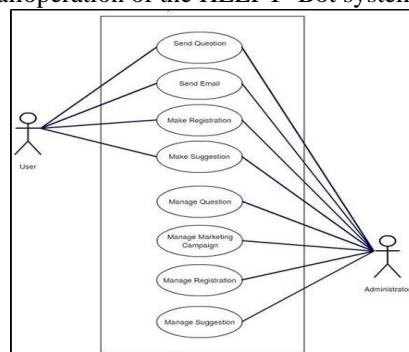 Send Question
Send Email
Make Registration
Make Suggestion
User
Manage Question
Manage Marketing
Campaign
Manage Registration
Administrator
Manage Suggestion